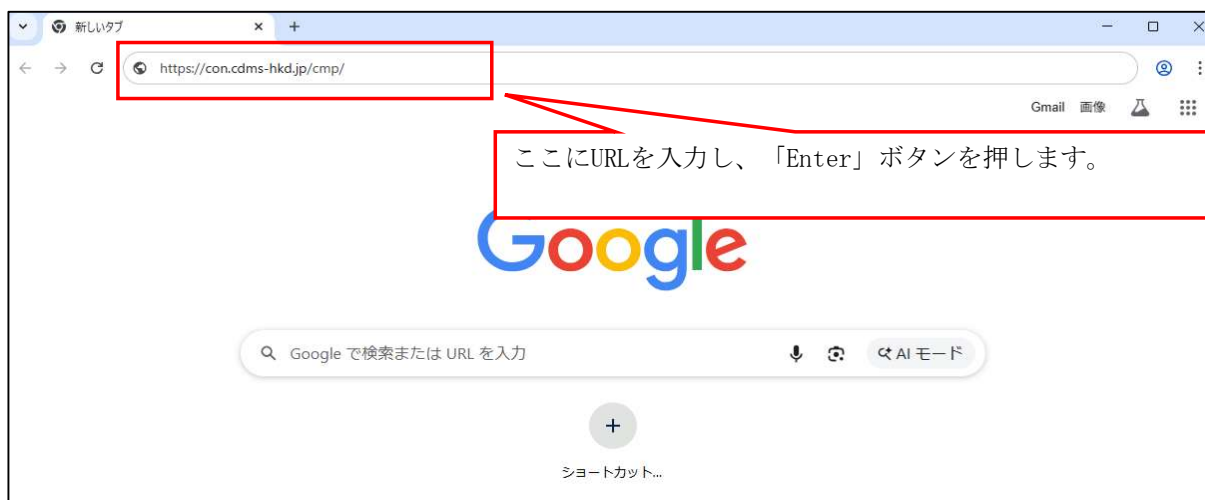 新しいタブ
https://con.cdms-hkd.jp/cmp/
Gmail 画像
ここにURLを入力し、「Enter」ボタンを押します。
Google
Google で検索または URL を入力
AI モード
ショートカット...